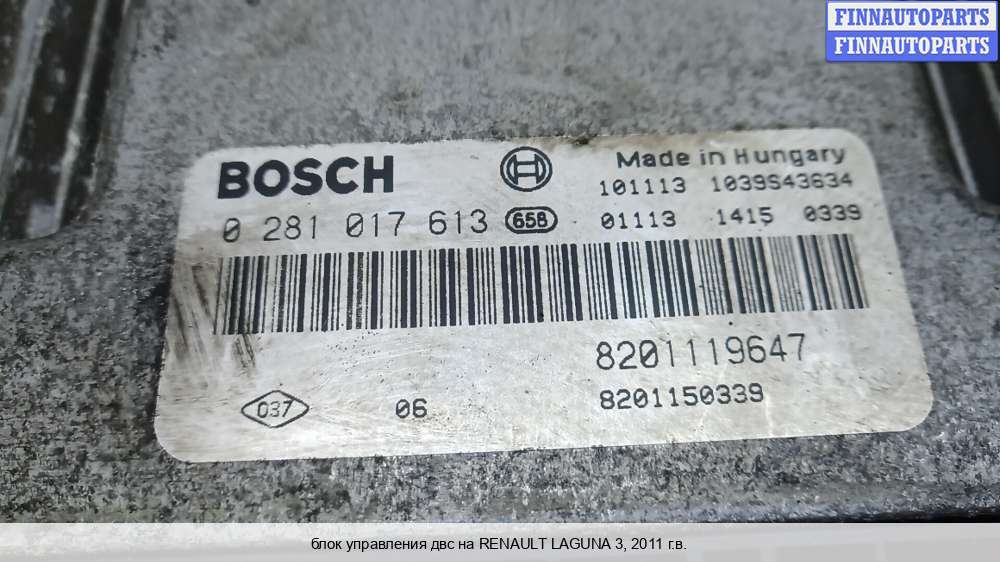 FINNAUTOPARTS
FINNAUTOPARTS
BOSCH
Made in Hungary
101113 1039S43634
0 281 017 613 658 01113 1415 0339
8201119647
037 06 8201150339
блок управления двс на RENAULT LAGUNA 3, 2011 г.в.